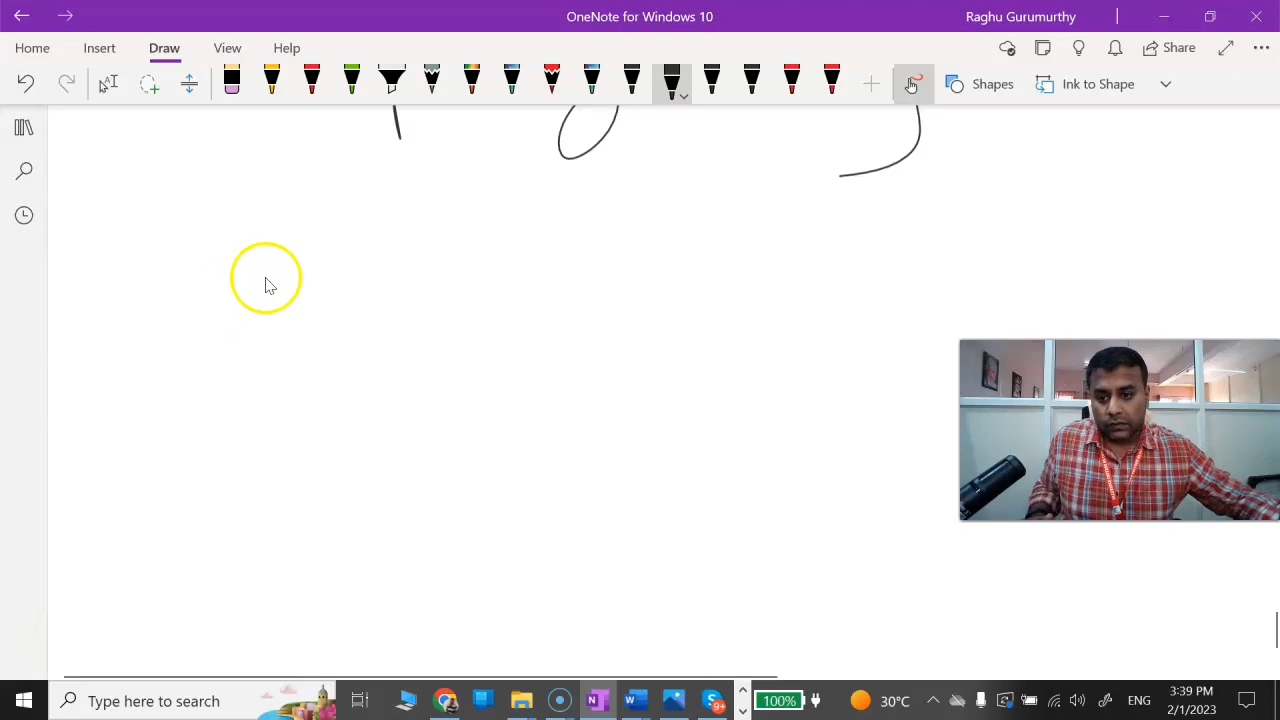 OneNote for Windows 10
Raghu Gurumurthy
Home Insert Draw View Help
Share
Shapes Ink to Shape
Type here to search
9+
100%
30°C
ENG
3:39 PM
2/1/2023